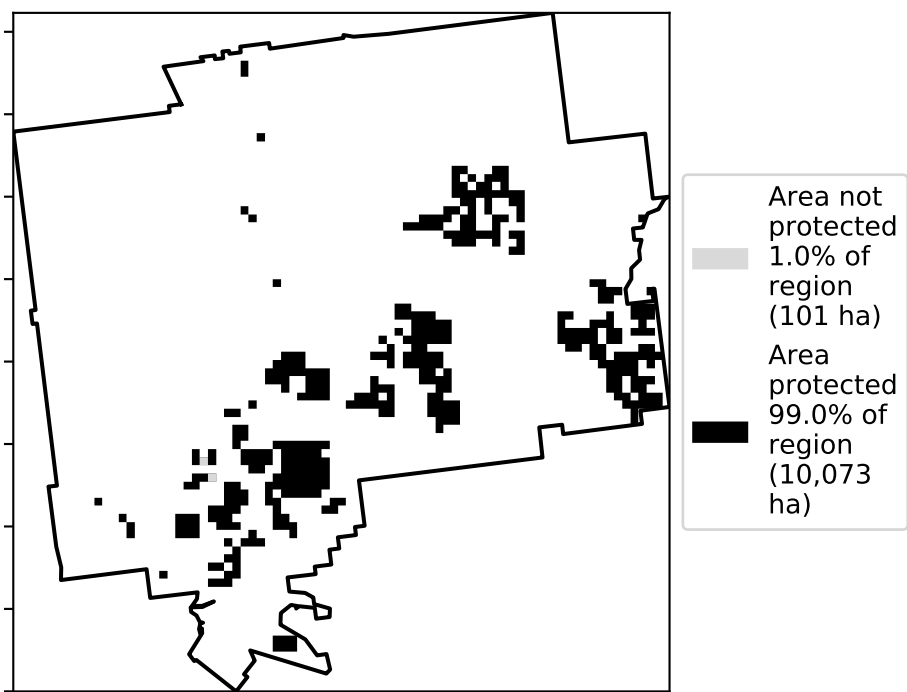 Area not
protected
1.0% of
region
(101 ha)
Area
protected
99.0% of
region
(10,073
ha)